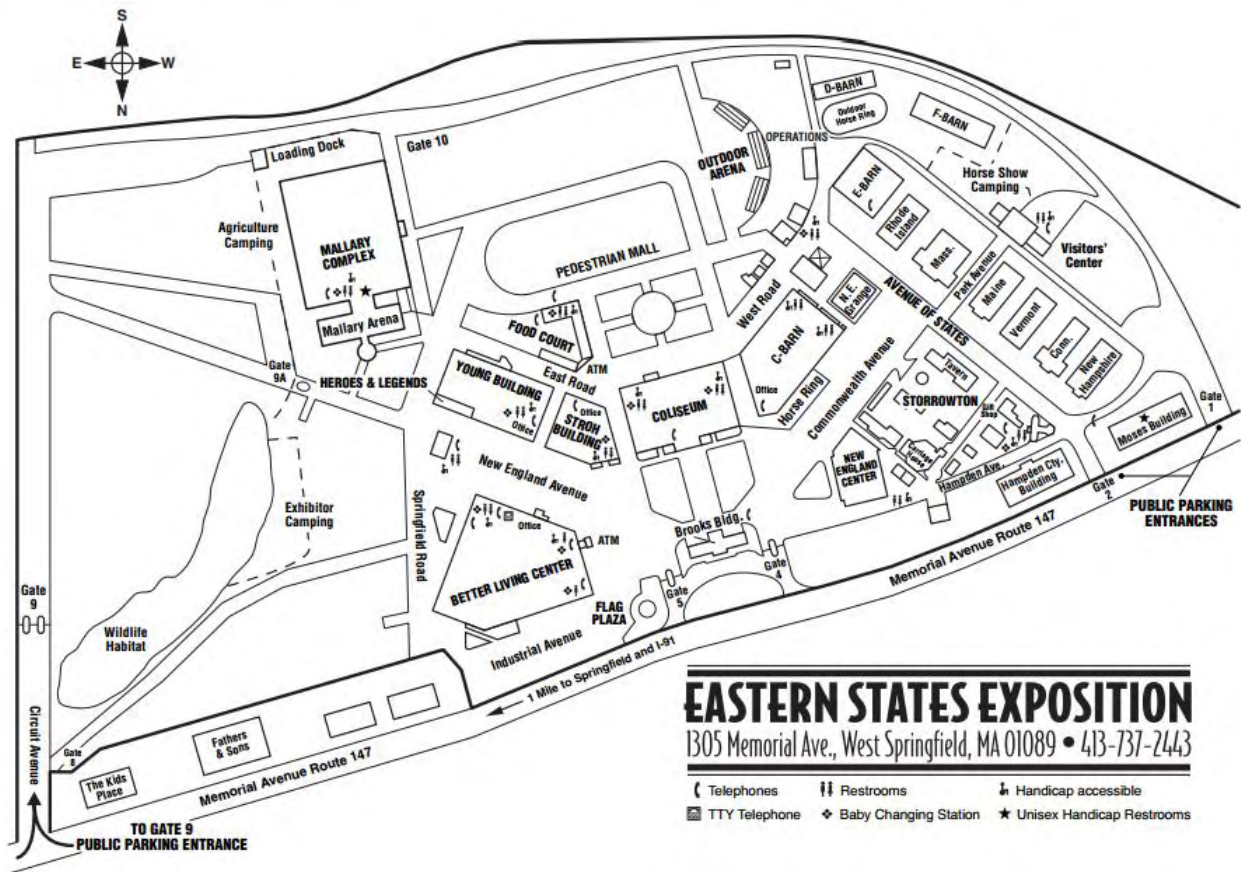 S
E
W
N
Loading Dock
Gate 10
Agriculture
Camping
MALLARY
COMPLEX
Mallary Arena
PEDESTRIAN MALL
OUTDOOR
ARENA
OPERATIONS
D-BARN
Outdoor
Horse Ring
F-BARN
Horse Show
Camping
E-BARN
Rhode
Island
Mass.
Visitors'
Center
Park Avenue
AVENUE OF STATES
Maine
Vermont
Conn.
New
Hampshire
N.E.
Grange
West Road
C-BARN
Office
Horse Ring
Commonwealth Avenue
FOOD COURT
ATM
East Road
Gate
9A
HEROES & LEGENDS
YOUNG BUILDING
Office
Office
STROH
BUILDING
COLISEUM
Tavern
STORROWTON
Gift
Shop
Carriage
House
NEW
ENGLAND
CENTER
Hampden Ave.
Hampden Cty.
Building
Moses Building
Gate
1
Gate
2
PUBLIC PARKING
ENTRANCES
New England Avenue
Springfield Road
Exhibitor
Camping
Office
ATM
BETTER LIVING CENTER
Brooks Bldg.
Gate
4
Gate
5
FLAG
PLAZA
Memorial Avenue Route 147
Gate
9
Wildlife
Habitat
Industrial Avenue
1 Mile to Springfield and I-91
Circuit Avenue
Gate
8
Fathers
& Sons
The Kids
Place
Memorial Avenue Route 147
TO GATE 9
PUBLIC PARKING ENTRANCE
EASTERN STATES EXPOSITION
1305 Memorial Ave., West Springfield, MA 01089 • 413-737-2443
Telephones
Restrooms
Handicap accessible
TTY Telephone
Baby Changing Station
Unisex Handicap Restrooms